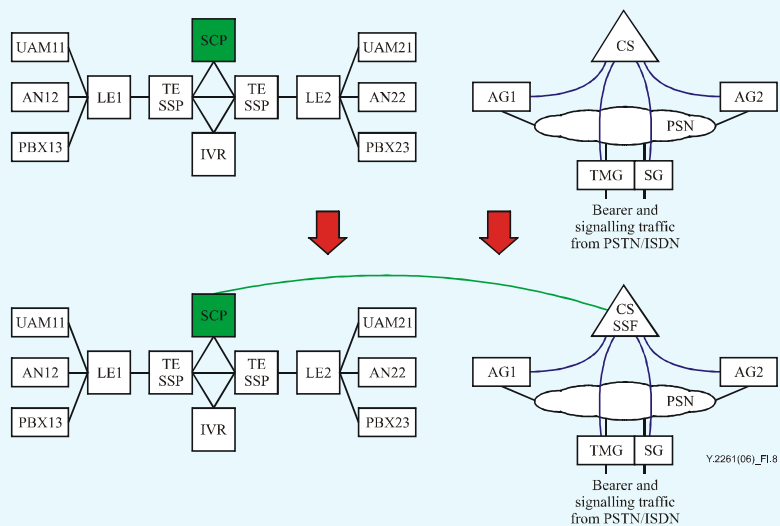 SCP
UAM11
UAM21
CS
AN12
LE1
TE
SSP
TE
SSP
LE2
AN22
AG1
AG2
PSN
PBX13
PBX23
IVR
TMG
SG
Bearer and
signalling traffic
from PSTN/ISDN
SCP
UAM11
UAM21
CS
SSF
AN12
LE1
TE
SSP
TE
SSP
LE2
AN22
AG1
AG2
PSN
PBX13
PBX23
IVR
TMG
SG
Y.2261(06)_FI.8
Bearer and
signalling traffic
from PSTN/ISDN